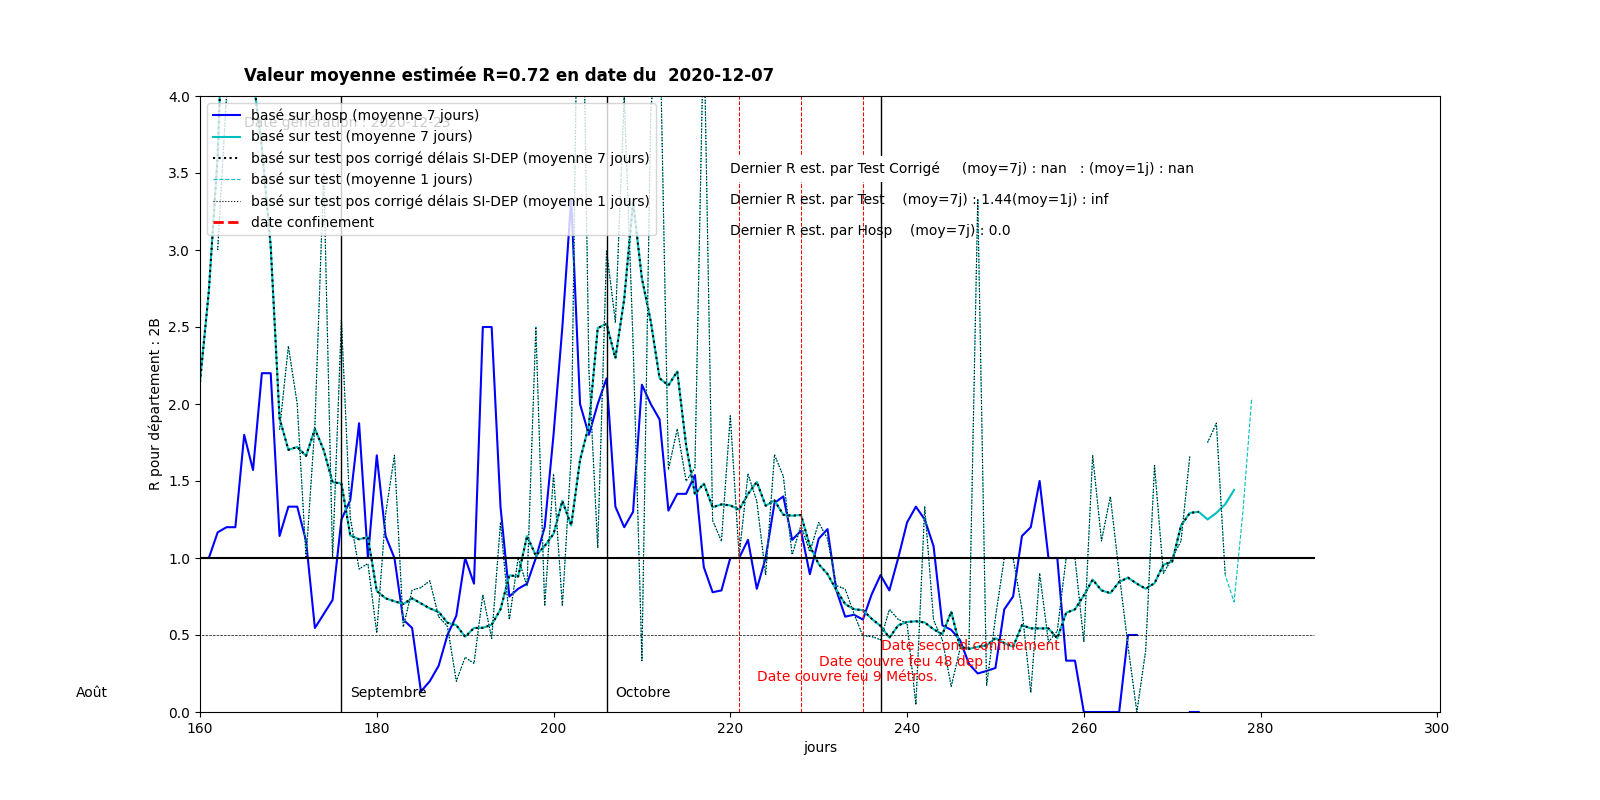 Valeur moyenne estimée R=0.72 en date du  2020-12-07
4.0
3.5
3.0
2.5
2.0
1.5
1.0
0.5
0.0
R pour département : 2B
basé sur hosp (moyenne 7 jours)
Date génération : 2020-12-23
basé sur test (moyenne 7 jours)
basé sur test pos corrigé délais SI-DEP (moyenne 7 jours)
basé sur test (moyenne 1 jours)
basé sur test pos corrigé délais SI-DEP (moyenne 1 jours)
date confinement
Dernier R est. par Test Corrigé     (moy=7j) : nan   : (moy=1j) : nan
Dernier R est. par Test    (moy=7j) : 1.44(moy=1j) : inf
Dernier R est. par Hosp    (moy=7j) : 0.0
Date second confinement
Date couvre feu 48 dep
Date couvre feu 9 Métros.
Août
Septembre
Octobre
160
180
200
220
240
260
280
300
jours